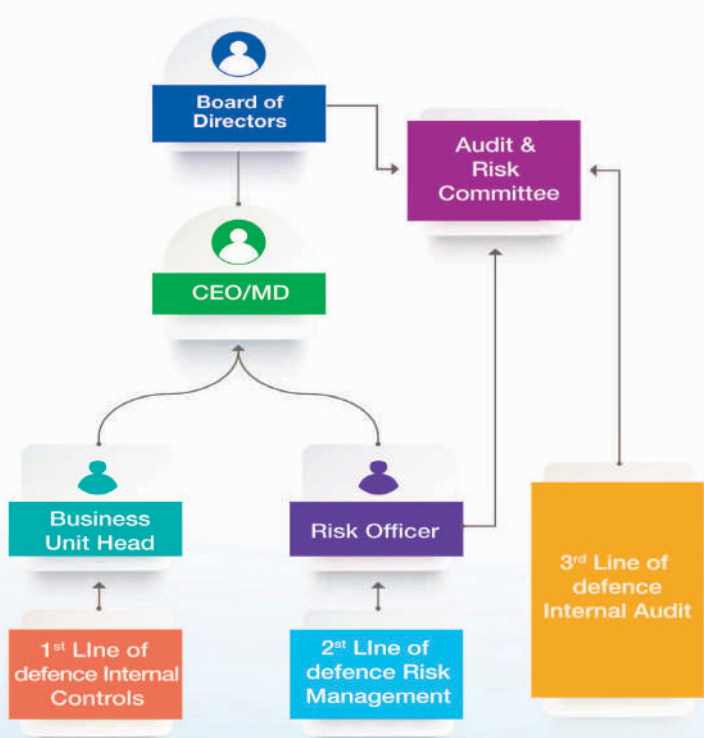 Board of
Directors
Audit &
Risk
Committee
CEO/MD
Business
Unit Head
Risk Officer
3rd Line of
defence
Internal Audit
1st LIne of
defence Internal
Controls
2st LIne of
defence Risk
Management